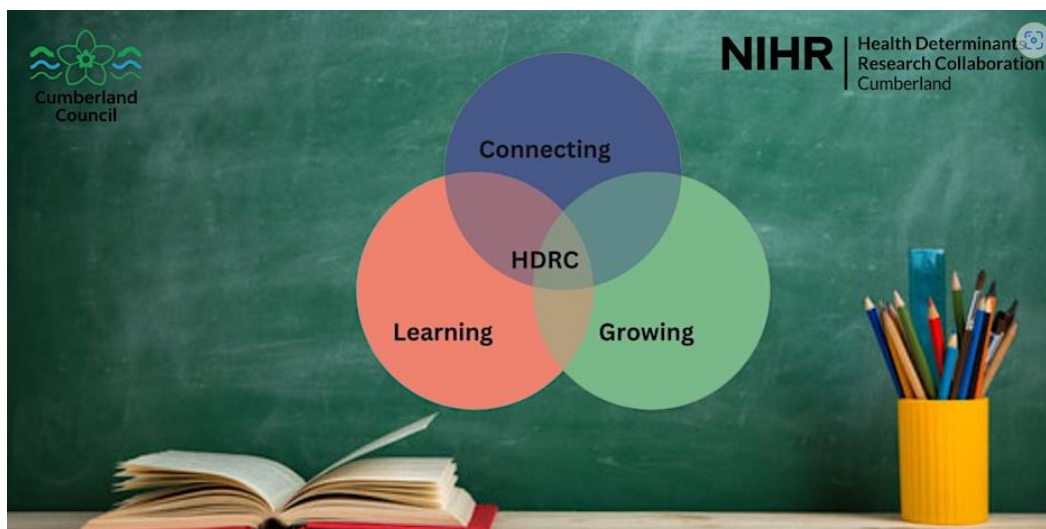 Cumberland
Council
NIHR
Health Determinants
Research Collaboration
Cumberland
Connecting
HDRC
Learning
Growing